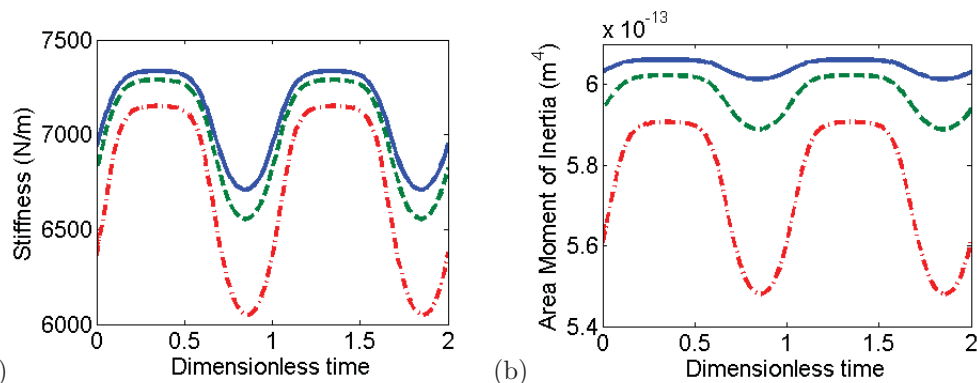 7500
7000
6500
6000
Stiffness (N/m)
0 0.5 1 1.5 2
Dimensionless time
)
(b)
x 10^-13
6
5.8
5.6
5.4
Area Moment of Inertia (m^4)
0 0.5 1 1.5 2
Dimensionless time